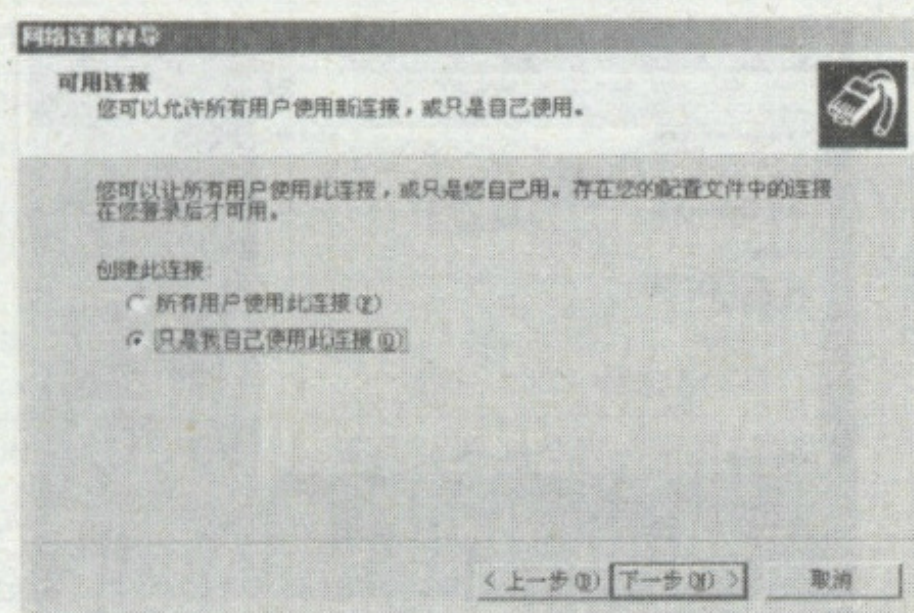 网络连接向导
可用连接
您可以允许所有用户使用新连接，或只是自己使用。
您可以让所有用户使用此连接，或只是您自己用。存在您的配置文件中的连接
在您登录后才可用。
创建此连接:
所有用户使用此连接
只是我自己使用此连接(O)
< 上一步(B)
下一步(N) >
取消